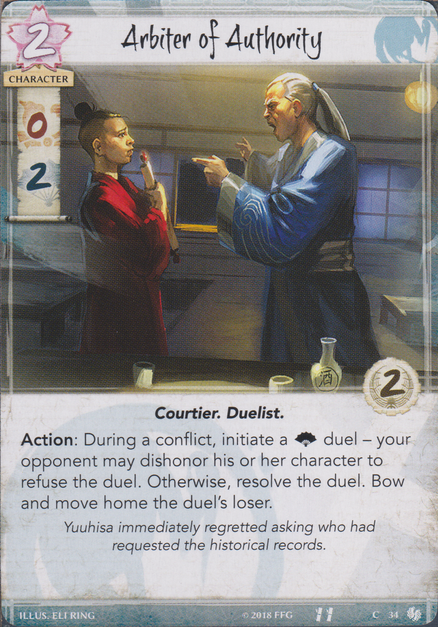 2
Arbiter of Authority
CHARACTER
0
2
酒
2
Courtier. Duelist.
Action: During a conflict, initiate a duel – your
opponent may dishonor his or her character to
refuse the duel. Otherwise, resolve the duel. Bow
and move home the duel's loser.
Yuuhisa immediately regretted asking who had
requested the historical records.
ILLUS. ELI RING
© 2018 FFG
C 34